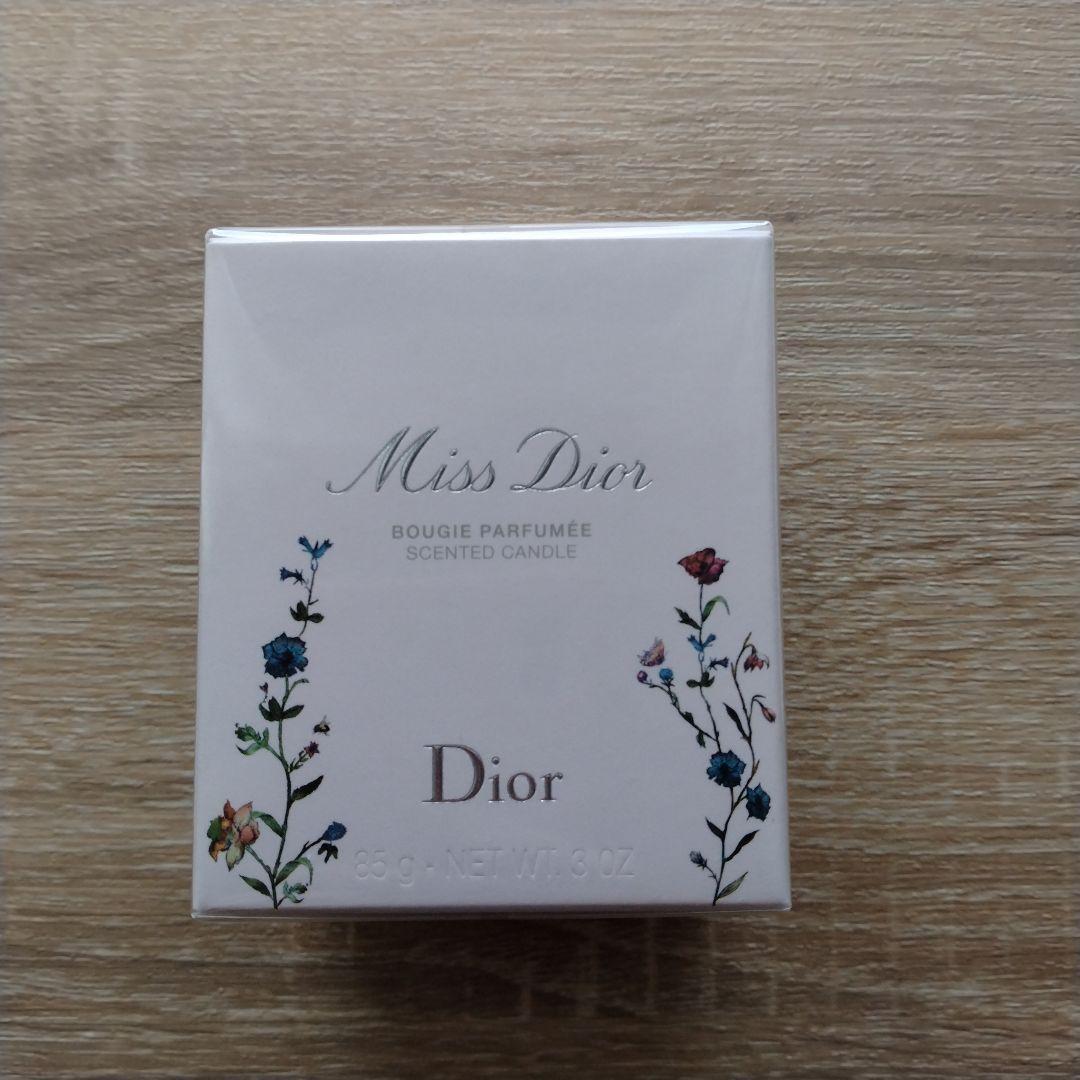 Miss Dior
BOUGIE PARFUMÉE
SCENTED CANDLE
Dior
85 g - NET WT. 3 OZ